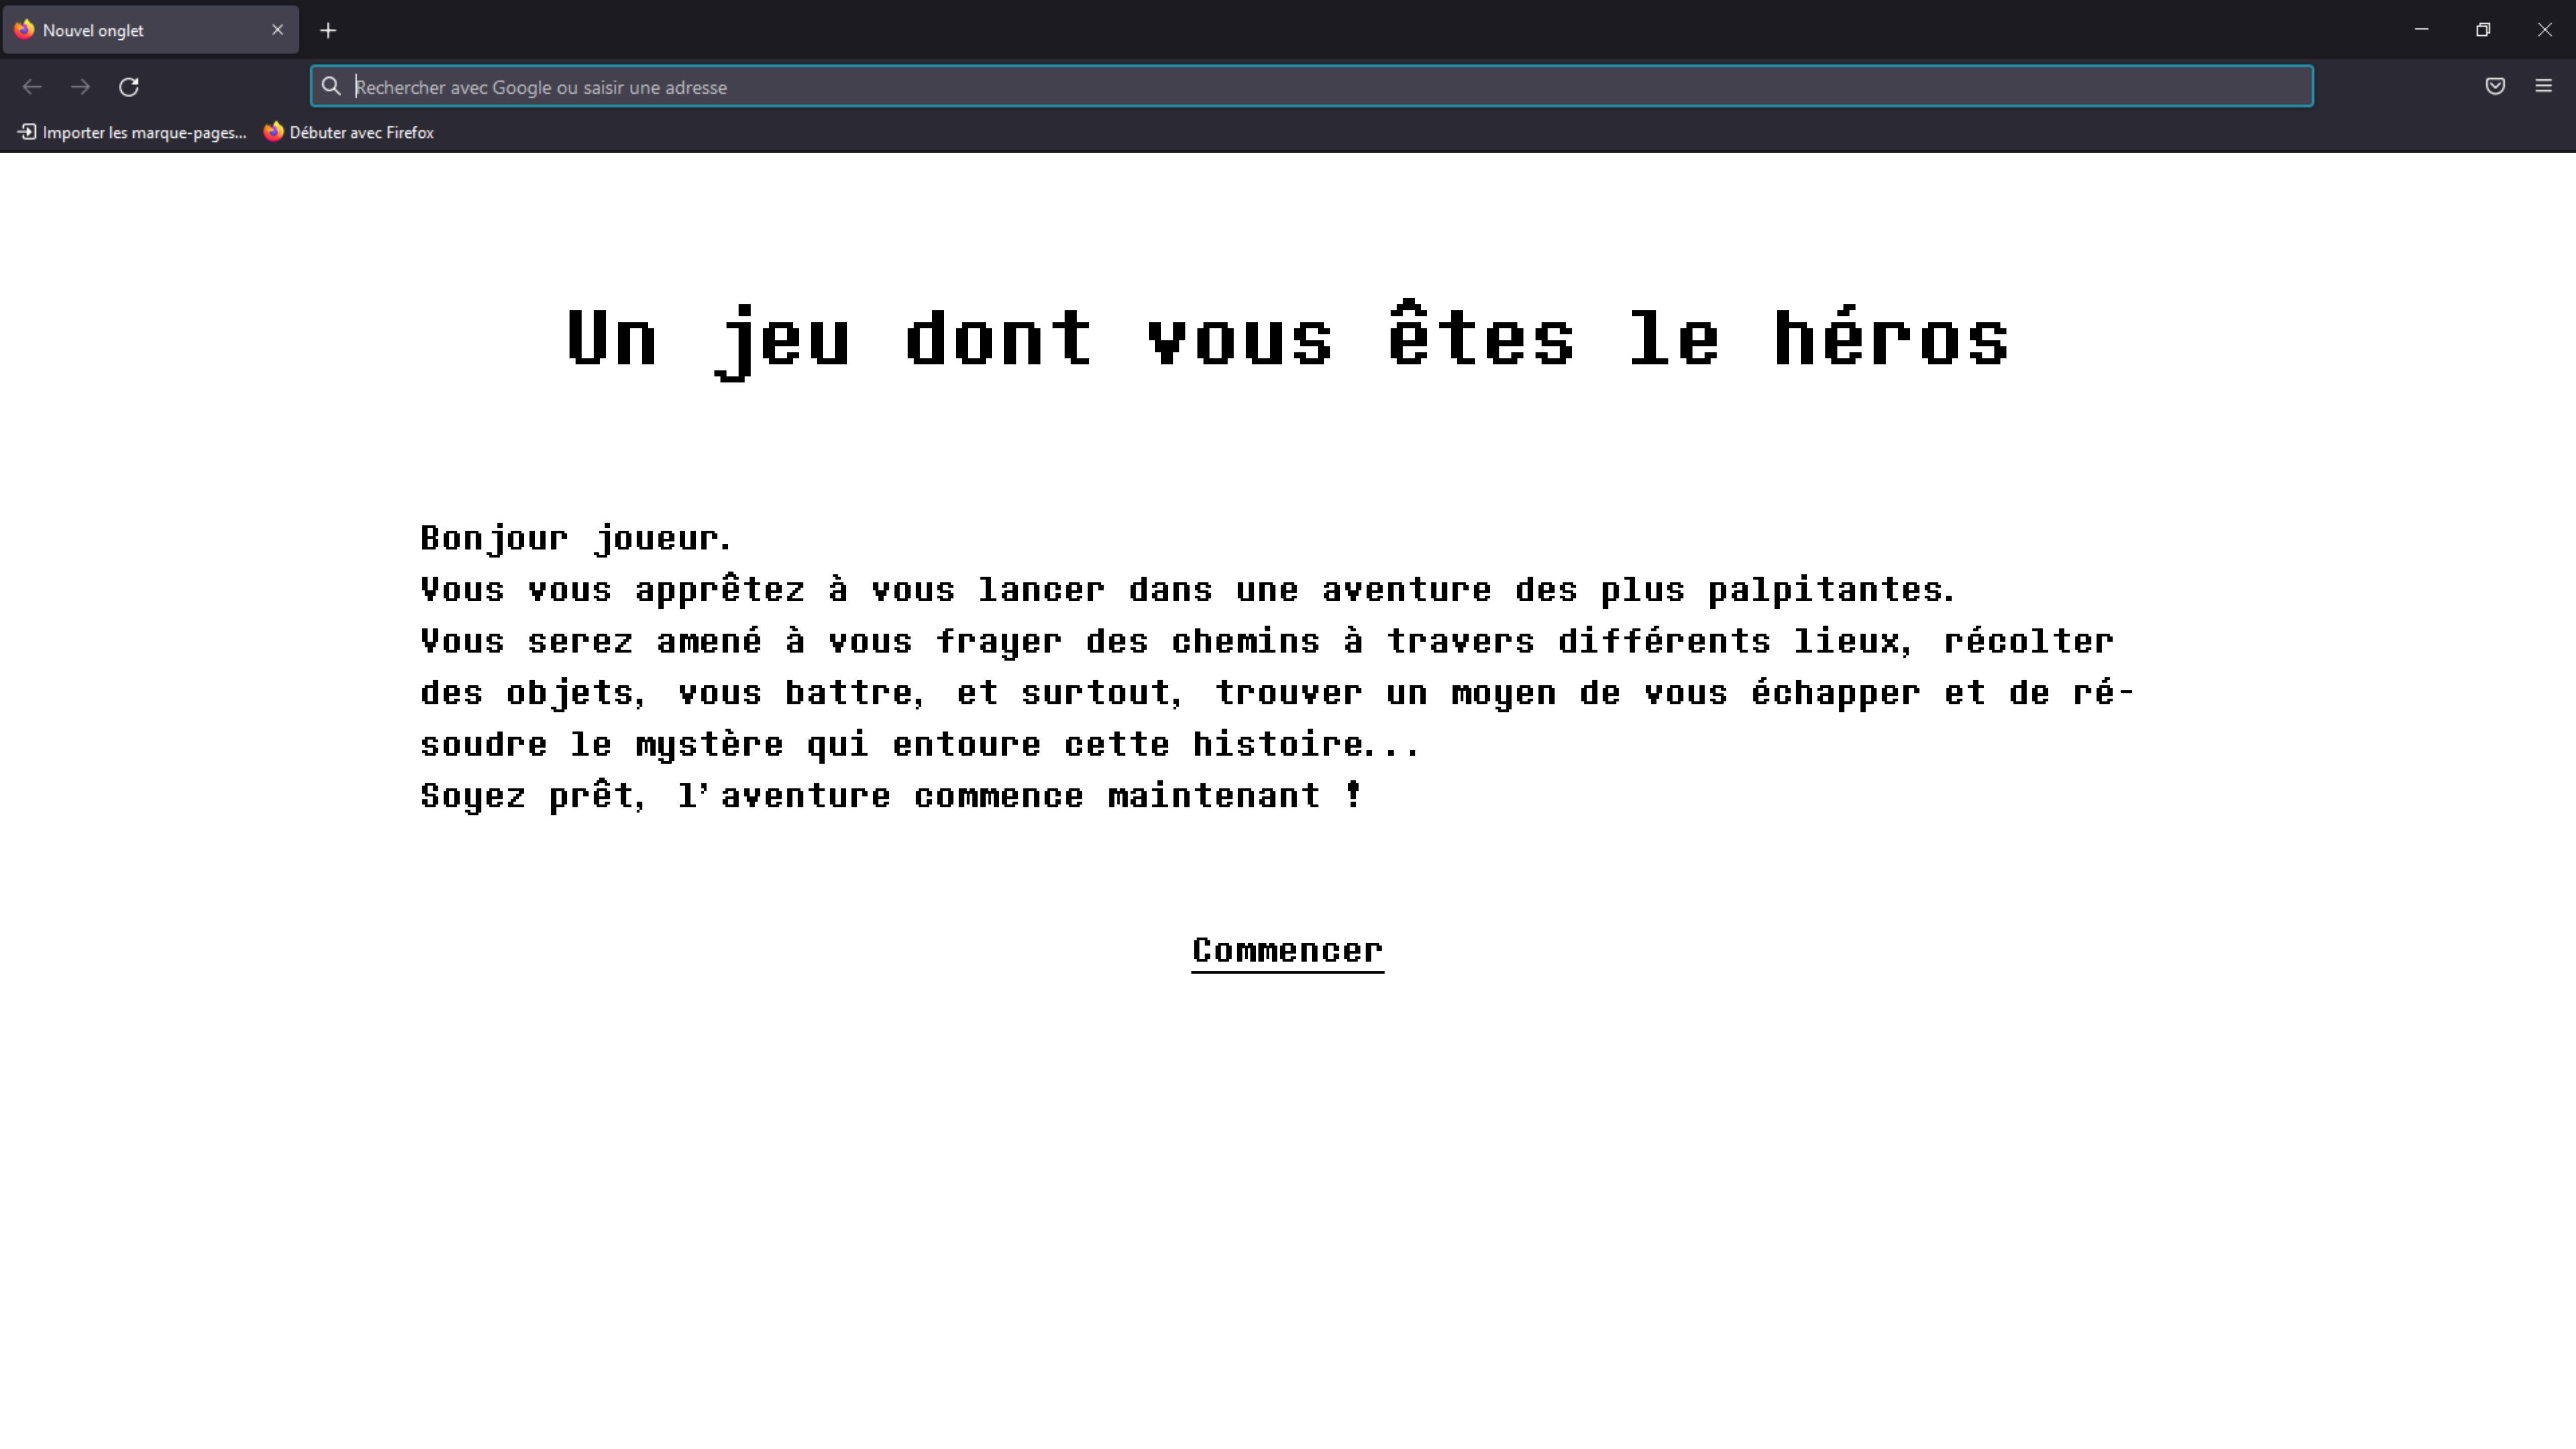 Nouvel onglet
Rechercher avec Google ou saisir une adresse
Importer les marque-pages... Débuter avec Firefox
Un jeu dont vous êtes le héros
Bonjour joueur.
Vous vous apprêtez à vous lancer dans une aventure des plus palpitantes.
Vous serez amené à vous frayer des chemins à travers différents lieux, récolter
des objets, vous battre, et surtout, trouver un moyen de vous échapper et de ré-
soudre le mystère qui entoure cette histoire...
Soyez prêt, l'aventure commence maintenant !
Commencer